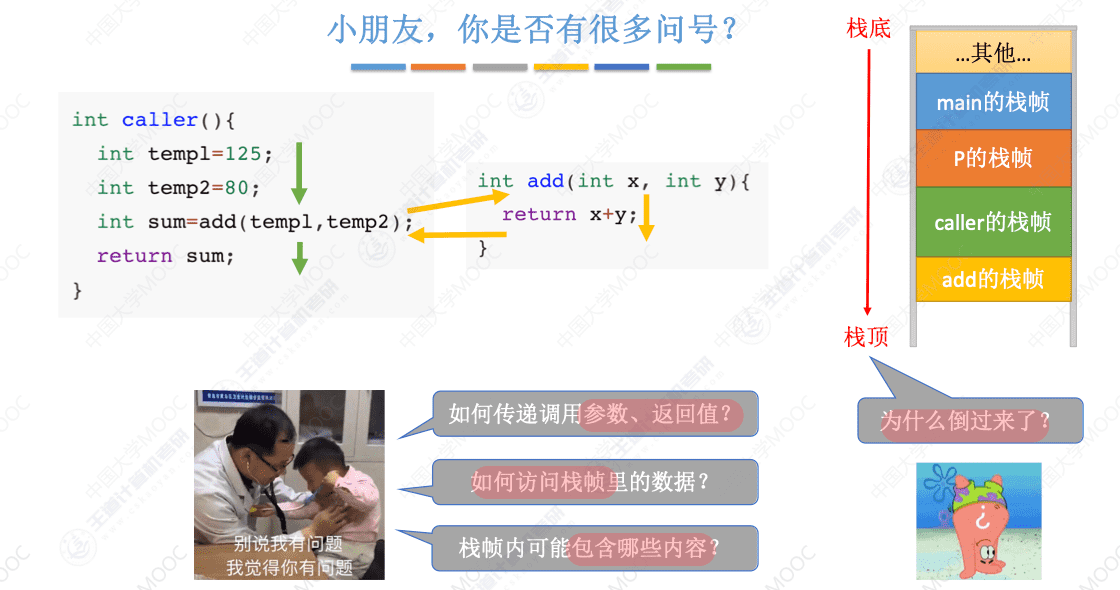 小朋友，你是否有很多问号？
int caller(){
int templ=125;
int temp2=80;
int sum=add(templ,temp2);
return sum;
}
int add(int x, int y){
return x+y;
}
栈底
...其他...
main的栈帧
P的栈帧
caller的栈帧
add的栈帧
栈顶
为什么倒过来了？
如何传递调用参数、返回值？
如何访问栈帧里的数据？
栈帧内可能包含哪些内容？
别说我有问题
我觉得你有问题
¿
中国大学MOOC
王道计算机考研